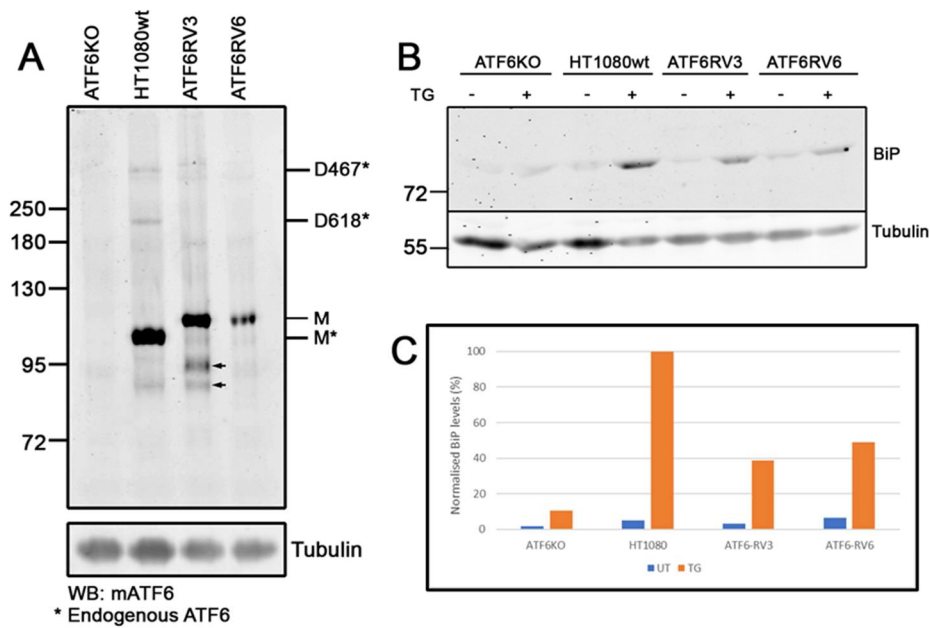 A
ATF6KO
HT1080wt
ATF6RV3
ATF6RV6
D467*
D618*
M
M*
250
180
130
95
72
Tubulin
WB: mATF6
* Endogenous ATF6
B
ATF6KO HT1080wt ATF6RV3 ATF6RV6
TG - + - + - + - +
BiP
72
Tubulin
55
C
Normalised BiP levels (%)
100
80
60
40
20
0
ATF6KO HT1080 ATF6-RV3 ATF6-RV6
UT TG